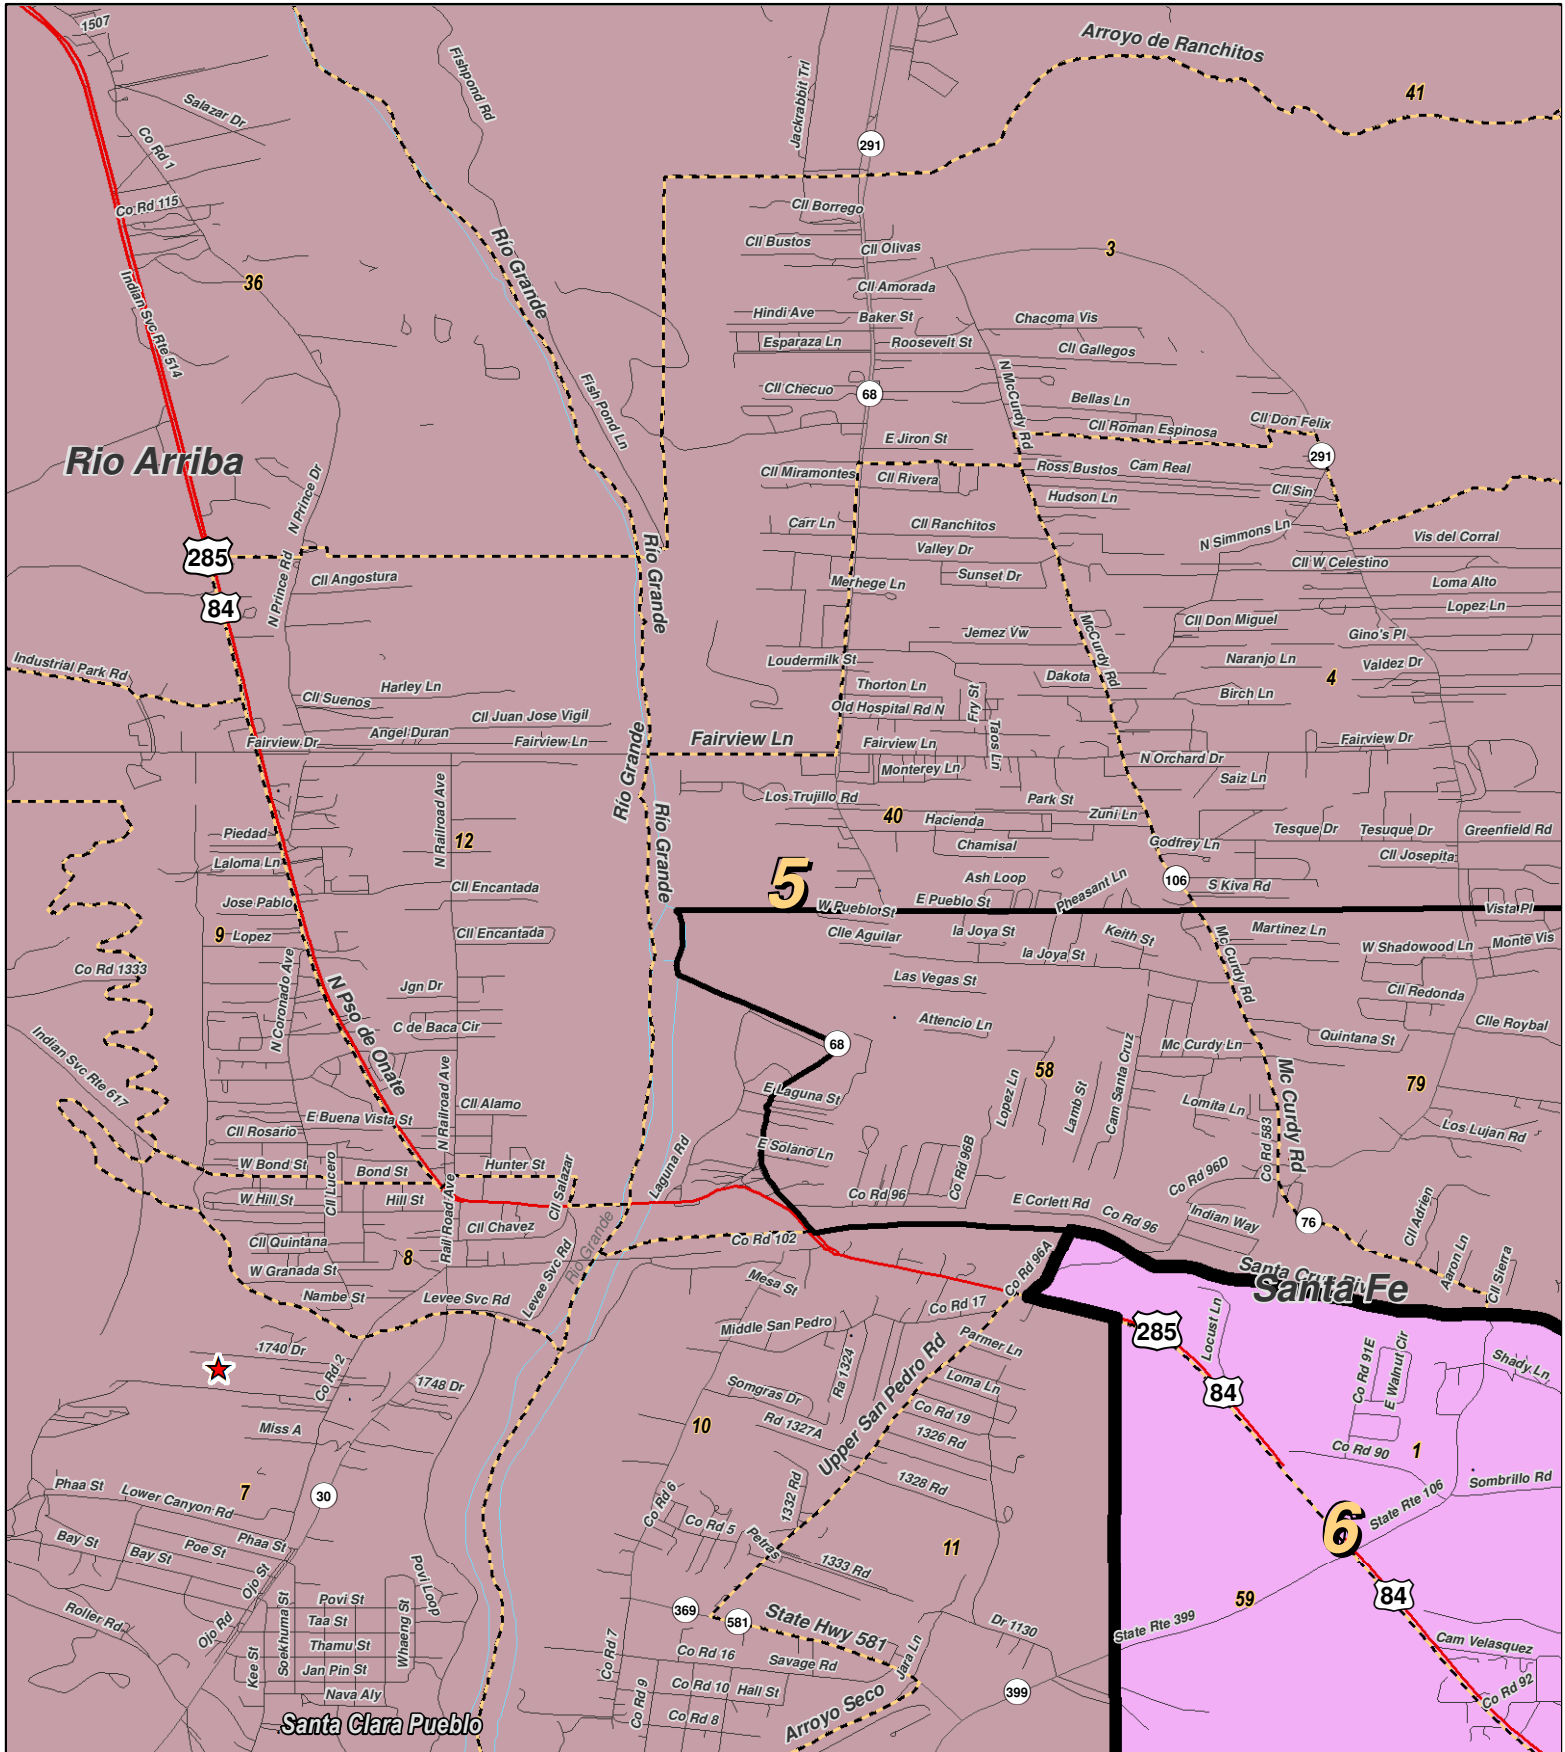 1507
Fishpond Rd
Arroyo de Ranchitos
41
Salazar Dr
Jackrabbit Trl
Co Rd 1
291
Co Rd 115
Cll Borrego
Cll Bustos
Cll Olivas
3
Rio Grande
36
Cll Amorada
Indian Svc Rte 514
Hindi Ave
Baker St
Chacoma Vis
Esparaza Ln
Roosevelt St
Cll Gallegos
Cll Checuo
68
N McCurdy Rd
Bellas Ln
Fish Pond Ln
Cll Don Felix
Cll Roman Espinosa
E Jiron St
291
Rio Arriba
Cll Miramontes
Cll Rivera
Ross Bustos
Cam Real
Cll Sin
Hudson Ln
N Prince Dr
Carr Ln
Cll Ranchitos
N Simmons Ln
Vis del Corral
285
Valley Dr
Cll W Celestino
Rio Grande
Cll Angostura
Merhege Ln
Sunset Dr
Loma Alto
N Prince Rd
84
Lopez Ln
Cll Don Miguel
Jemez Vw
Gino's Pl
McCurdy Rd
Industrial Park Rd
Loudermilk St
Naranjo Ln
Valdez Dr
Dakota
4
Harley Ln
Thorton Ln
Birch Ln
Cll Suenos
Fry St
Old Hospital Rd N
Cll Juan Jose Vigil
Angel Duran
Taos Ln
Fairview Dr
Fairview Ln
Fairview Ln
Fairview Ln
Fairview Dr
N Orchard Dr
Monterey Ln
Saiz Ln
Rio Grande
N Railroad Ave
Los Trujillo Rd
Park St
40
Zuni Ln
Hacienda
Rio Grande
Piedad
12
Tesque Dr
Tesuque Dr
Greenfield Rd
Chamisal
Godfrey Ln
Laloma Ln
Cll Josepita
5
Ash Loop
106
Cll Encantada
Pheasant Ln
S Kiva Rd
Jose Pablo
W Pueblo St
E Pueblo St
Vista Pl
9
Lopez
Cll Encantada
Clle Aguilar
la Joya St
Keith St
Martinez Ln
W Shadowood Ln
Monte Vis
la Joya St
Co Rd 1333
Mc Curdy Rd
Las Vegas St
Jgn Dr
Cll Redonda
N Coronado Ave
N Pso de Onate
C de Baca Cir
Attencio Ln
Clle Roybal
Quintana St
68
Mc Curdy Ln
Indian Svc Rte 617
58
79
Cam Santa Cruz
N Railroad Ave
E Laguna St
Lopez Ln
Lamb St
Mc Curdy Rd
Cll Alamo
Lomita Ln
E Buena Vista St
Cll Rosario
Los Lujan Rd
Co Rd 583
E Solano Ln
W Bond St
Bond St
Hunter St
Laguna Rd
Co Rd 96B
Co Rd 96D
Cll Lucero
Cll Salazar
W Hill St
Hill St
Co Rd 96
E Corlett Rd
Rail Road Ave
Cll Chavez
Co Rd 96
Indian Way
76
Cll Adrien
Cll Quintana
Co Rd 102
Rio Grande
8
Aaron Ln
W Granada St
Levee Svc Rd
Mesa St
Co Rd 96A
Cll Sierra
Santa Fe
Nambe St
Levee Svc Rd
Co Rd 17
Middle San Pedro
285
Locust Ln
1740 Dr
Parmer Ln
Upper San Pedro Rd
Ra 1324
Co Rd 91E
E Walnut Cir
Shady Ln
Co Rd 2
1748 Dr
Somgras Dr
Loma Ln
84
Co Rd 19
Miss A
10
Rd 1327A
1326 Rd
Co Rd 90
1
Phaa St
Lower Canyon Rd
7
30
1328 Rd
1332 Rd
State Rte 106
Sombrillo Rd
Co Rd 6
Co Rd 5
6
Bay St
Bay St
Poe St
Phaa St
Petras
11
1333 Rd
Ojo St
Povi Loop
Roller Rd
Ojo Rd
Povi St
59
84
369
581
State Hwy 581
Taa St
Dr 1130
State Rte 399
Kee St
Soekhuma St
Whaeng St
Thamu St
Jan Pin St
Co Rd 7
Co Rd 16
Savage Rd
Jara Ln
Cam Velasquez
Nava Aly
Co Rd 9
Co Rd 10
Hall St
399
Co Rd 92
Santa Clara Pueblo
Co Rd 8
Arroyo Seco